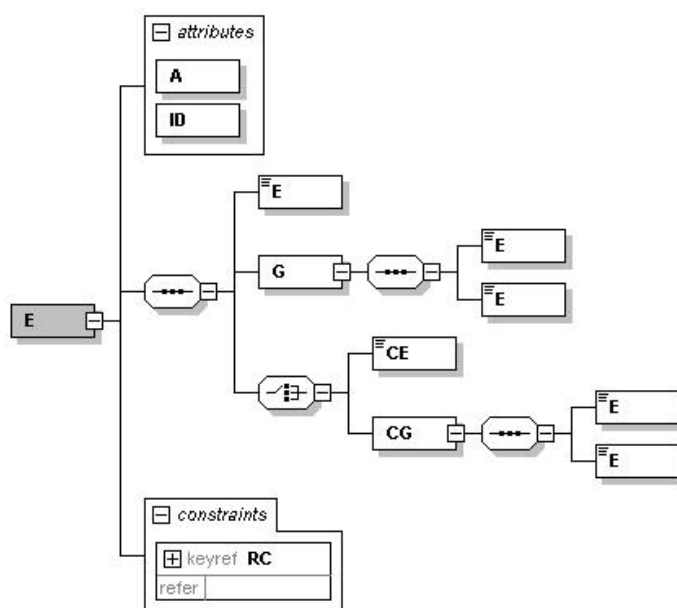 attributes
A
ID
E
G
E
E
E
CE
CG
E
E
constraints
keyref RC
refer